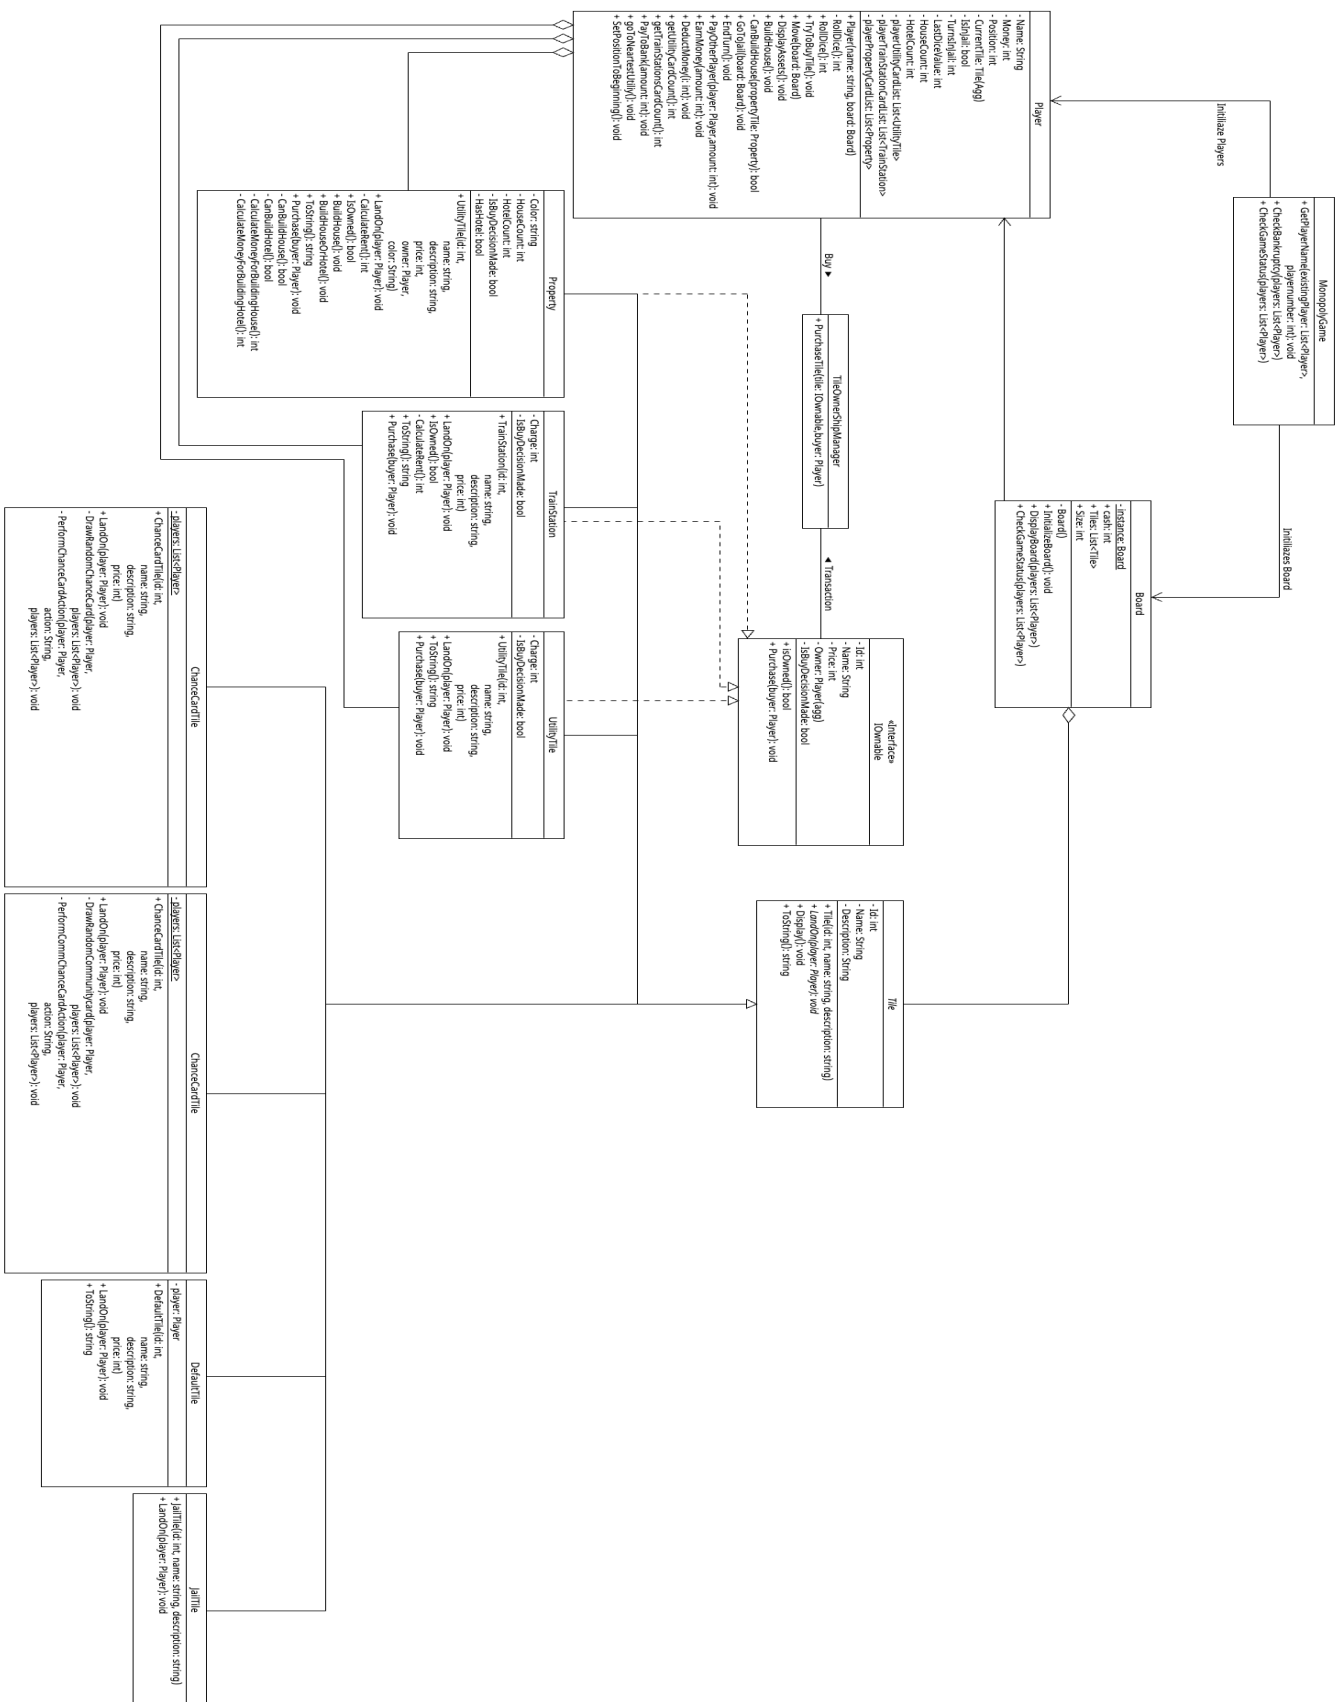 MonopolyGame
+ GetPlayerName(existingPlayer: List<Player>,
playernumber: int): void
+ CheckBankruptcy(players: List<Player>)
+ CheckGameStatus(players: List<Player>)
Initiliaze Players
Initiliazes Board
Player
- Name: String
- Money: int
- Position: int
- CurrentTile: Tile(Agg)
- IsInJail: bool
- TurnsInJail: int
- LastDiceValue: int
- HouseCount: int
- HotelCount: int
- playerUtilityCardList: List<UtilityTile>
- playerTrainStationCardList: List<TrainStation>
- playerPropertyCardList: List<Property>
+ Player(name: string, board: Board)
- RollDice(): int
+ RollDice(): int
+ TryToBuyTile(): void
+ Move(board: Board)
+ DisplayAssets(): void
+ BuildHouse(): void
- CanBuildHouse(propertyTile: Property): bool
+ GoToJail(board: Board): void
+ EndTurn(): void
+ PayOtherPlayer(player: Player,amount: int): void
+ EarnMoney(amount: int): void
+ DeductMoney(i: int): void
+ getUtilityCardCount(): int
+ getTrainStationsCardCount(): int
+ PayToBank(amount: int): void
+ goToNeartestUtiliy(): void
+ SetPositionToBeginning(): void
Board
- instance: Board
+ cash: int
+ Tiles: List<Tile>
+ Size: int
- Board()
+ InitializeBoard(): void
+ DisplayBoard(players: List<Player>)
+ CheckGameStatus(players: List<Player>)
Buy ▶
TileOwnerShipManager
+ PurchaseTile(tile: IOwnable,buyer: Player)
◀ Transaction
«Interface»
IOwnable
- Id: int
- Name: String
- Price: int
- Owner: Player(agg)
- IsBuyDecisionMade: bool
+ isOwned(): bool
+ Purchase(buyer: Player): void
Tile
- Id: int
- Name: String
- Description: String
+ Tile(id: int, name: string, description: string)
+ LandOn(player: Player): void
+ Display(): void
+ ToString(): string
Property
- Color: string
- HouseCount: int
- HotelCount: int
- IsBuyDecisionMade: bool
- HasHotel: bool
+ UtilityTile(id: int,
name: string,
description: string,
price: int,
owner: Player,
color: String)
+ LandOn(player: Player): void
- CalculateRent(): int
+ IsOwned(): bool
+ BuildHouse(): void
+ BuildHouseOrHotel(): void
+ ToString(): string
+ Purchase(buyer: Player): void
- CanBuildHouse(): bool
- CanBuildHotel(): bool
- CalculateMoneyForBuildingHouse(): int
- CalculateMoneyForBuildingHotel(): int
TrainStation
- Charge: int
- IsBuyDecisionMade: bool
+ TrainStation(id: int,
name: string,
description: string,
price: int)
+ LandOn(player: Player): void
+ IsOwned(): bool
- CalculateRent(): int
+ ToString(): string
+ Purchase(buyer: Player): void
UtilityTile
- Charge: int
- IsBuyDecisionMade: bool
+ UtilityTile(id: int,
name: string,
description: string,
price: int)
+ LandOn(player: Player): void
+ ToString(): string
+ Purchase(buyer: Player): void
ChanceCardTile
- players: List<Player>
+ ChanceCardTile(id: int,
name: string,
description: string,
price: int)
+ LandOn(player: Player): void
- DrawRandomChanceCard(player: Player,
players: List<Player>): void
- PerformChanceCardAction(player: Player,
action: String,
players: List<Player>): void
ChanceCardTile
- players: List<Player>
+ ChanceCardTile(id: int,
name: string,
description: string,
price: int)
+ LandOn(player: Player): void
- DrawRandomCommunitycard(player: Player,
players: List<Player>): void
- PerformCommChanceCardAction(player: Player,
action: String,
players: List<Player>): void
DefaultTile
- player: Player
+ DefaultTile(id: int,
name: string,
description: string,
price: int)
+ LandOn(player: Player): void
+ ToString(): string
JailTile
+ JailTile(id: int, name: string, description: string)
+ LandOn(player: Player): void